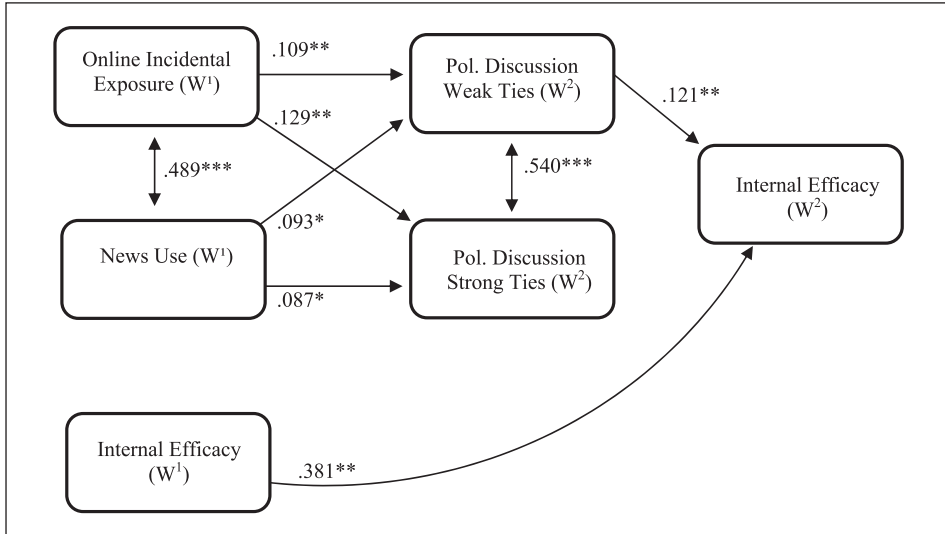 Online Incidental
Exposure (W¹)
.109**
.129**
Pol. Discussion
Weak Ties (W²)
.121**
.489***
.540***
Internal Efficacy
(W²)
News Use (W¹)
.093*
.087*
Pol. Discussion
Strong Ties (W²)
Internal Efficacy
(W¹)
.381**